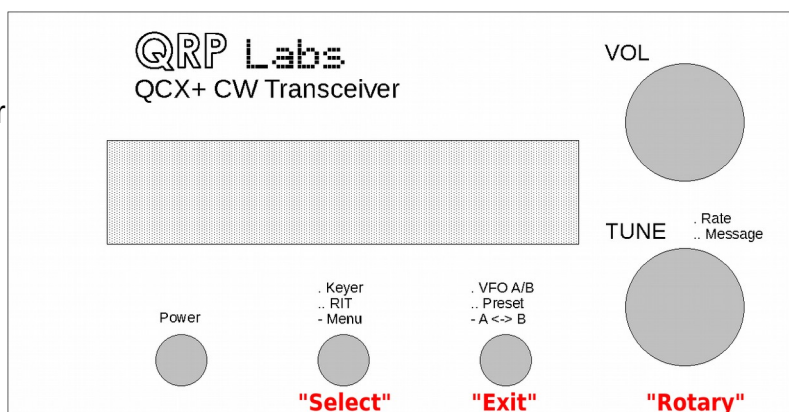 QRP Labs
QCX+ CW Transceiver
VOL
r
TUNE
. Rate
.. Message
Power
. Keyer
.. RIT
- Menu
. VFO A/B
.. Preset
- A <-> B
"Select"
"Exit"
"Rotary"